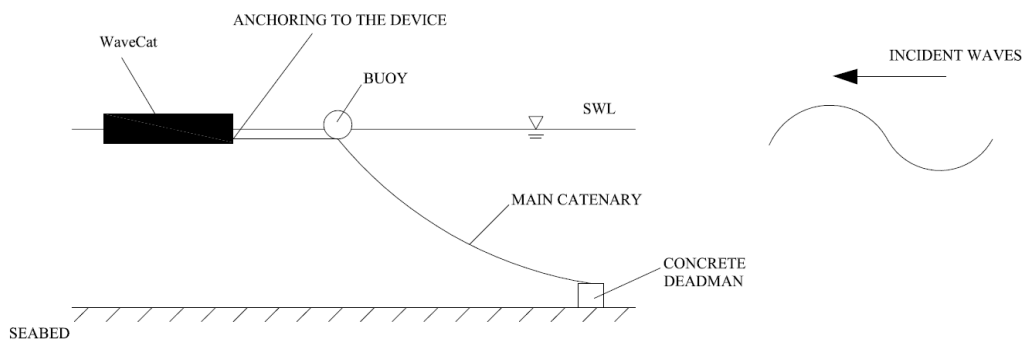 ANCHORING TO THE DEVICE
WaveCat
BUOY
INCIDENT WAVES
SWL
MAIN CATENARY
CONCRETE
DEADMAN
SEABED